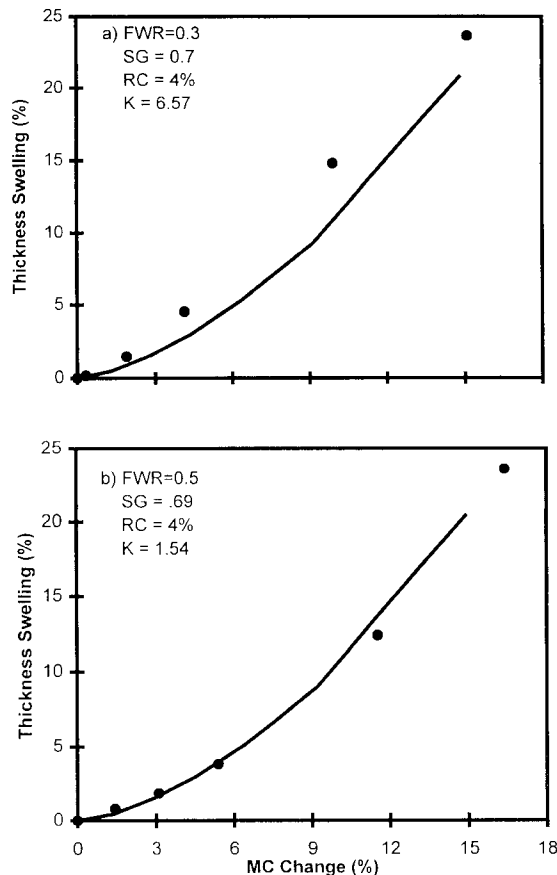 25
20
15
10
5
0
Thickness Swelling (%)
a) FWR=0.3
SG = 0.7
RC = 4%
K = 6.57
25
20
15
10
5
0
Thickness Swelling (%)
b) FWR=0.5
SG = .69
RC = 4%
K = 1.54
0 3 6 9 12 15 18
MC Change (%)